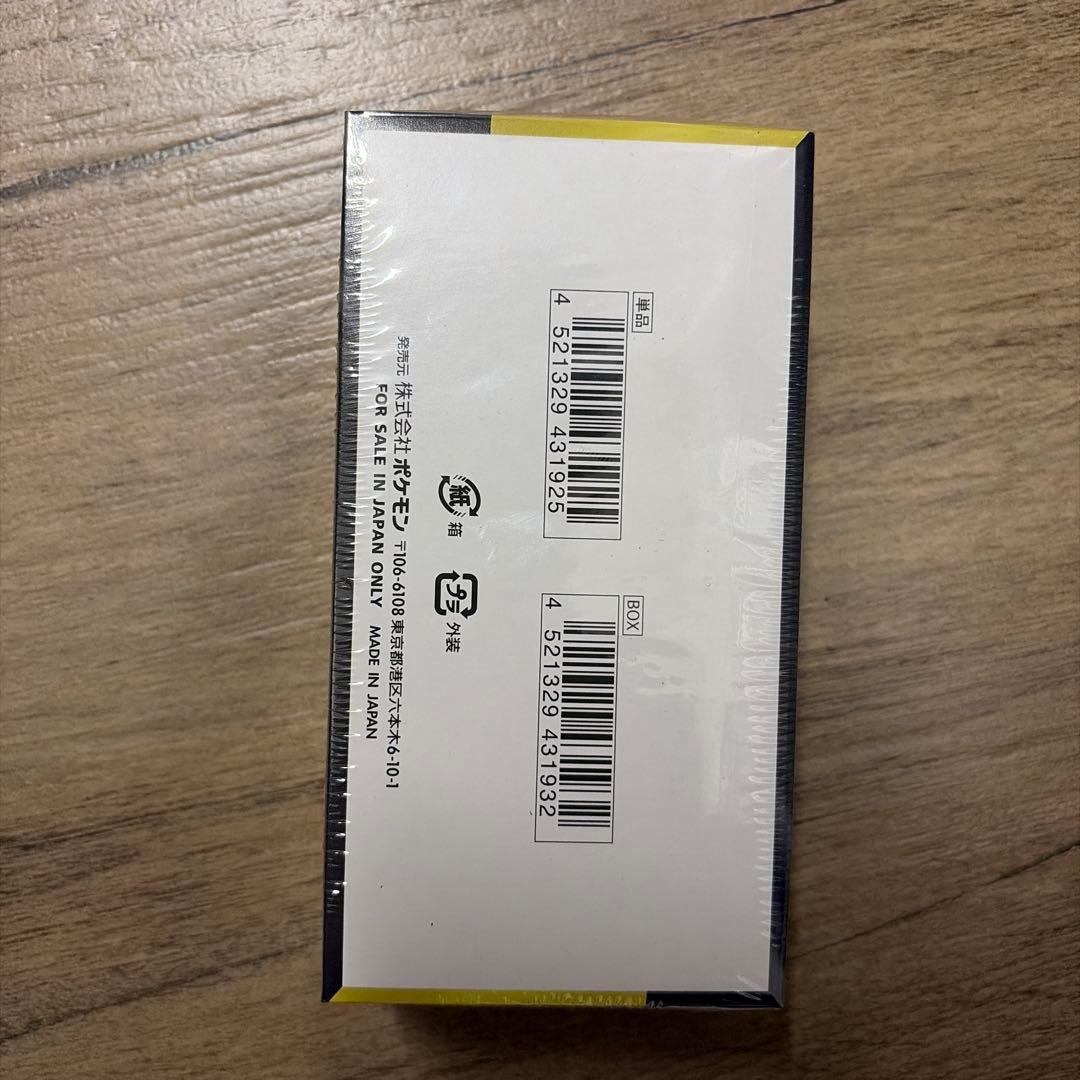 単品
4 521329 431925
BOX
4 521329 431932
紙 箱
プラ 外装
発売元 株式会社ポケモン 〒106-6108 東京都港区六本木6-10-1
FOR SALE IN JAPAN ONLY MADE IN JAPAN